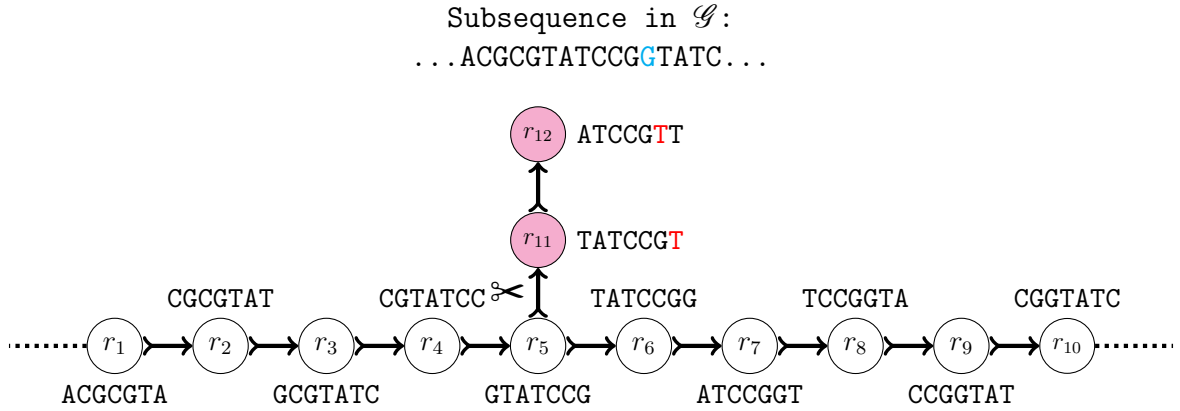 Subsequence in 𝒢:
...ACGCGTATCCGGTATC...
r12 ATCCGTT
r11 TATCCGT
CGCGTAT CGTATCC TATCCGG TCCGGTA CGGTATC
r1 r2 r3 r4 r5 r6 r7 r8 r9 r10
ACGCGTA GCGTATC GTATCCG ATCCGGT CCGGTAT